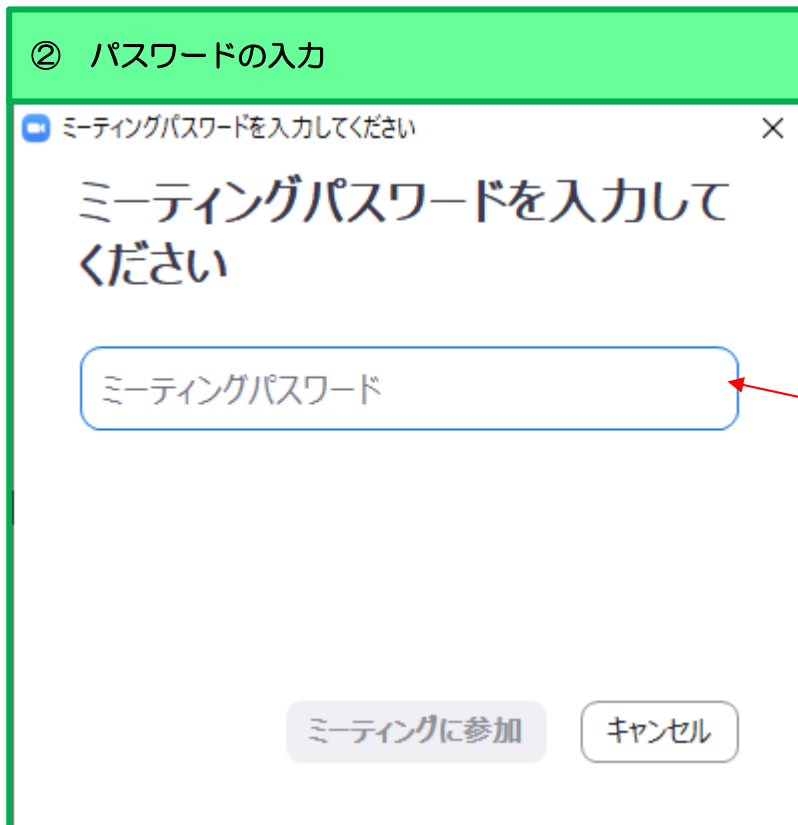 ② パスワードの入力
ミーティングパスワードを入力してください
ミーティングパスワードを入力して
ください
ミーティングパスワード
ミーティングに参加 キャンセル